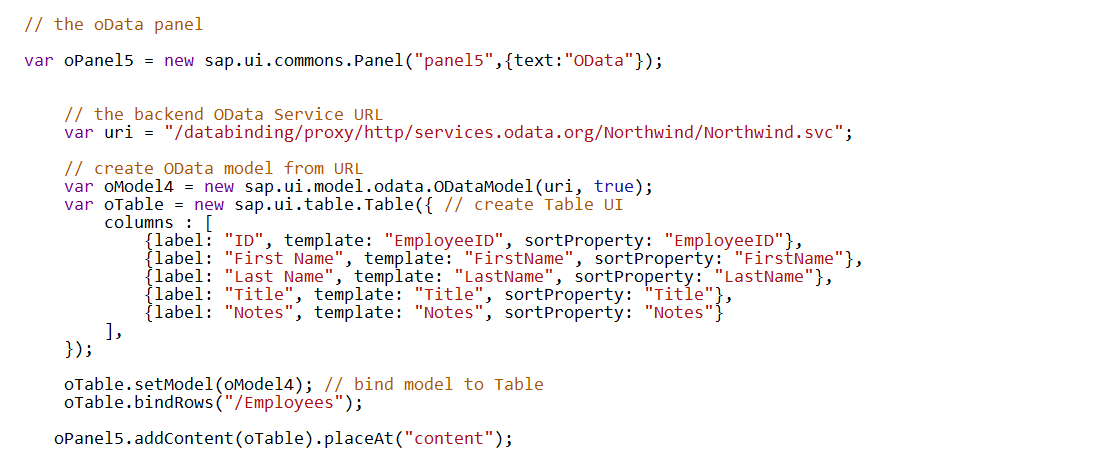 // the oData panel
var oPanel5 = new sap.ui.commons.Panel("panel5",{text:"OData"});
// the backend OData Service URL
var uri = "/databinding/proxy/http/services.odata.org/Northwind/Northwind.svc";
// create OData model from URL
var oModel4 = new sap.ui.model.odata.ODataModel(uri, true);
var oTable = new sap.ui.table.Table({ // create Table UI
columns : [
{label: "ID", template: "EmployeeID", sortProperty: "EmployeeID"},
{label: "First Name", template: "FirstName", sortProperty: "FirstName"},
{label: "Last Name", template: "LastName", sortProperty: "LastName"},
{label: "Title", template: "Title", sortProperty: "Title"},
{label: "Notes", template: "Notes", sortProperty: "Notes"}
],
});
oTable.setModel(oModel4); // bind model to Table
oTable.bindRows("/Employees");
oPanel5.addContent(oTable).placeAt("content");